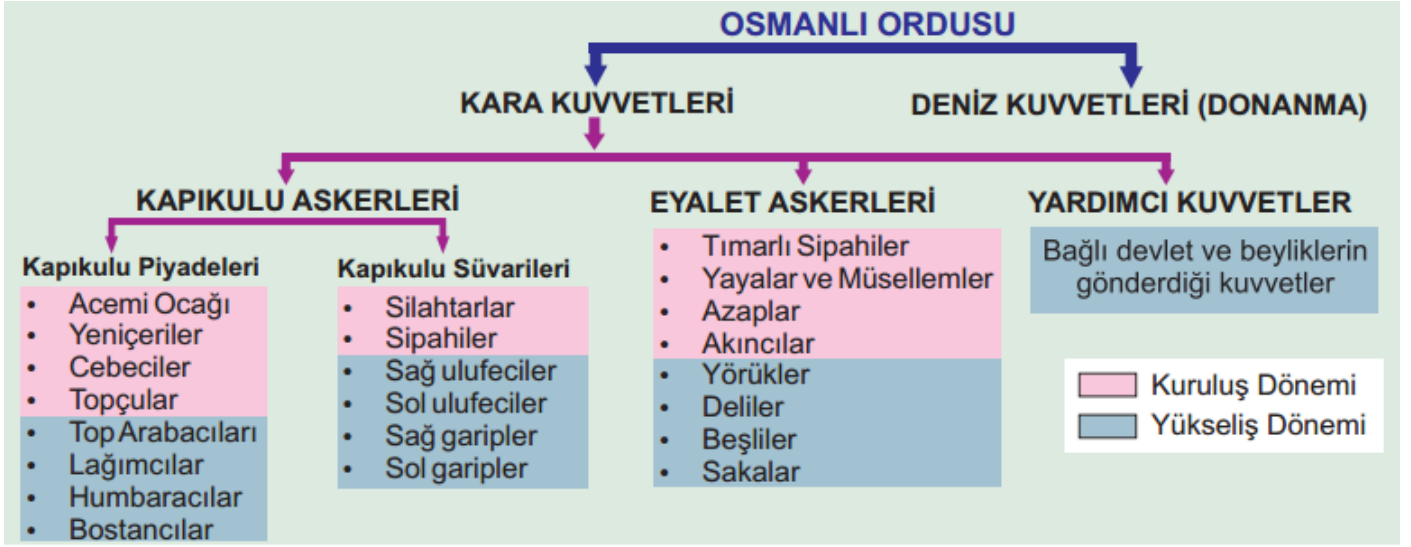 OSMANLI ORDUSU
KARA KUVVETLERİ
DENİZ KUVVETLERİ (DONANMA)
KAPIKULU ASKERLERİ
Kapıkulu Piyadeleri
• Acemi Ocağı
• Yeniçeriler
• Cebeciler
• Topçular
• Top Arabacıları
• Lağımcılar
• Humbaracılar
• Bostancılar
Kapıkulu Süvarileri
• Silahtarlar
• Sipahiler
• Sağ ulufeciler
• Sol ulufeciler
• Sağ garipler
• Sol garipler
EYALET ASKERLERİ
• Tımarlı Sipahiler
• Yayalar ve Müsellemler
• Azaplar
• Akıncılar
• Yörükler
• Deliler
• Beşliler
• Sakalar
YARDIMCI KUVVETLER
Bağlı devlet ve beyliklerin
gönderdiği kuvvetler
Kuruluş Dönemi
Yükseliş Dönemi